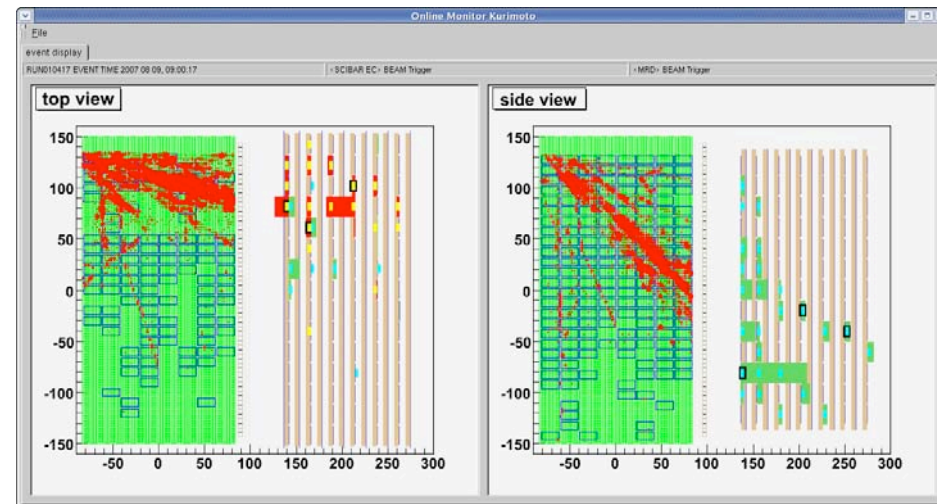 Online Monitor Kurimoto
File
event display
RUN010417 EVENT TIME 2007 08 09, 09:00:17
<SCIBAR EC> BEAM Trigger
<MRD> BEAM Trigger
top view
150
100
50
0
-50
-100
-150
-50 0 50 100 150 200 250 300
side view
150
100
50
0
-50
-100
-150
-50 0 50 100 150 200 250 300